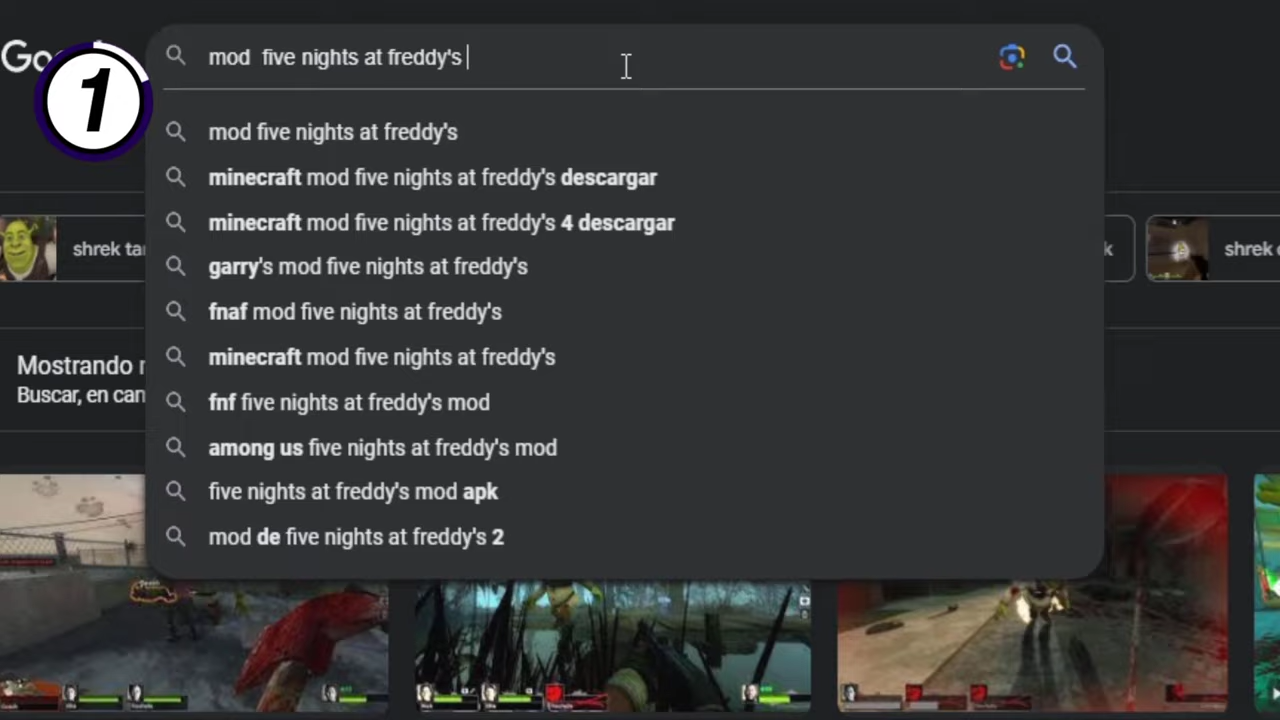 1
mod  five nights at freddy's
mod five nights at freddy's
minecraft mod five nights at freddy's descargar
minecraft mod five nights at freddy's 4 descargar
garry's mod five nights at freddy's
shrek tar
k
shrek
fnaf mod five nights at freddy's
minecraft mod five nights at freddy's
Mostrando
Buscar, en can
fnf five nights at freddy's mod
among us five nights at freddy's mod
five nights at freddy's mod apk
mod de five nights at freddy's 2